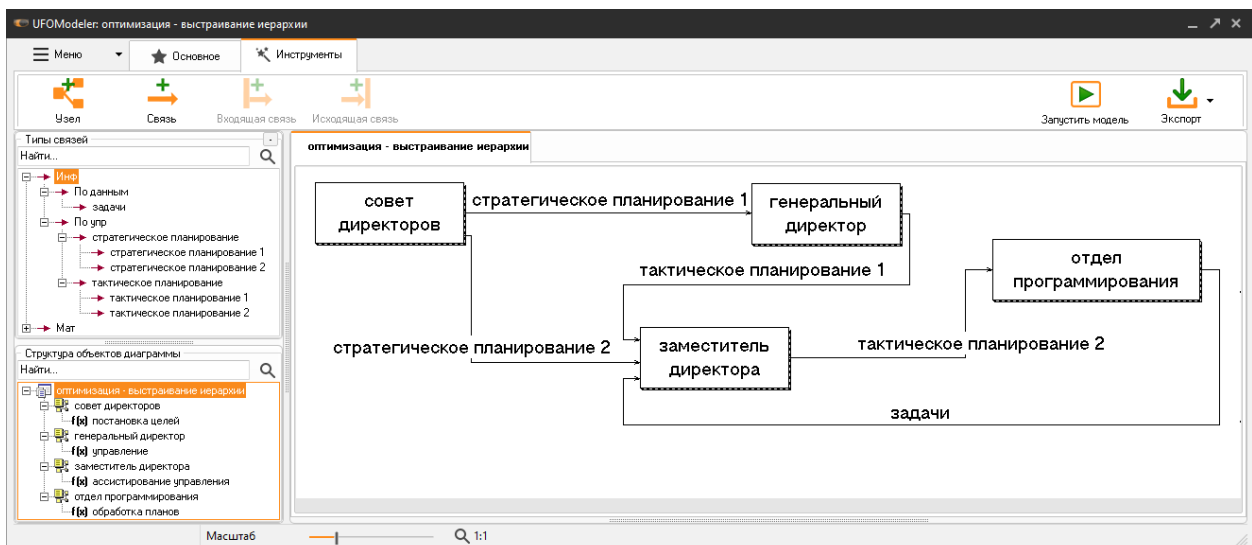 UFOModeler: оптимизация - выстраивание иерархии
Меню
Основное
Инструменты
Узел
Связь
Входящая связь
Исходящая связь
Запустить модель
Экспорт
Типы связей
Найти...
Инф
По данным
задачи
По упр
стратегическое планирование
стратегическое планирование 1
стратегическое планирование 2
тактическое планирование
тактическое планирование 1
тактическое планирование 2
Мат
Структура объектов диаграммы
Найти...
оптимизация - выстраивание иерархии
совет директоров
f(x) постановка целей
генеральный директор
f(x) управление
заместитель директора
f(x) ассистирование управления
отдел программирования
f(x) обработка планов
оптимизация - выстраивание иерархии
совет
директоров
стратегическое планирование 1
генеральный
директор
тактическое планирование 1
отдел
программирования
стратегическое планирование 2
заместитель
директора
тактическое планирование 2
задачи
Масштаб
1:1